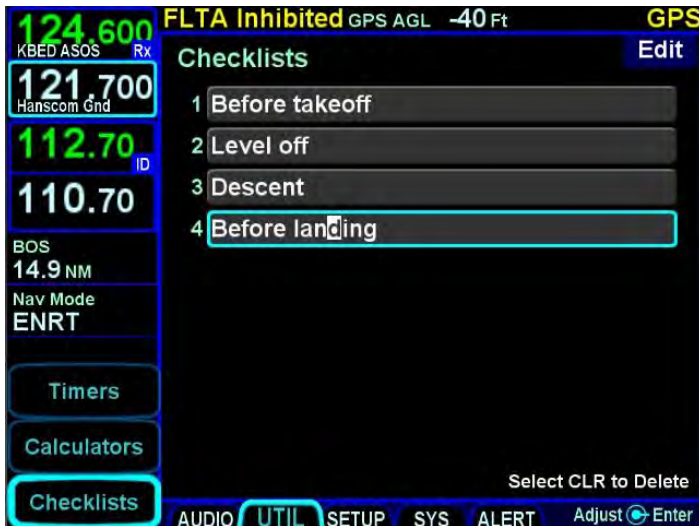 124.600
KBED ASOS Rx
121.700
Hanscom Gnd
112.70 ID
110.70
BOS
14.9 NM
Nav Mode
ENRT
Timers
Calculators
Checklists
FLTA Inhibited GPS AGL -40 Ft GPS
Checklists Edit
1 Before takeoff
2 Level off
3 Descent
4 Before landing
Select CLR to Delete
AUDIO UTIL SETUP SYS ALERT Adjust Enter